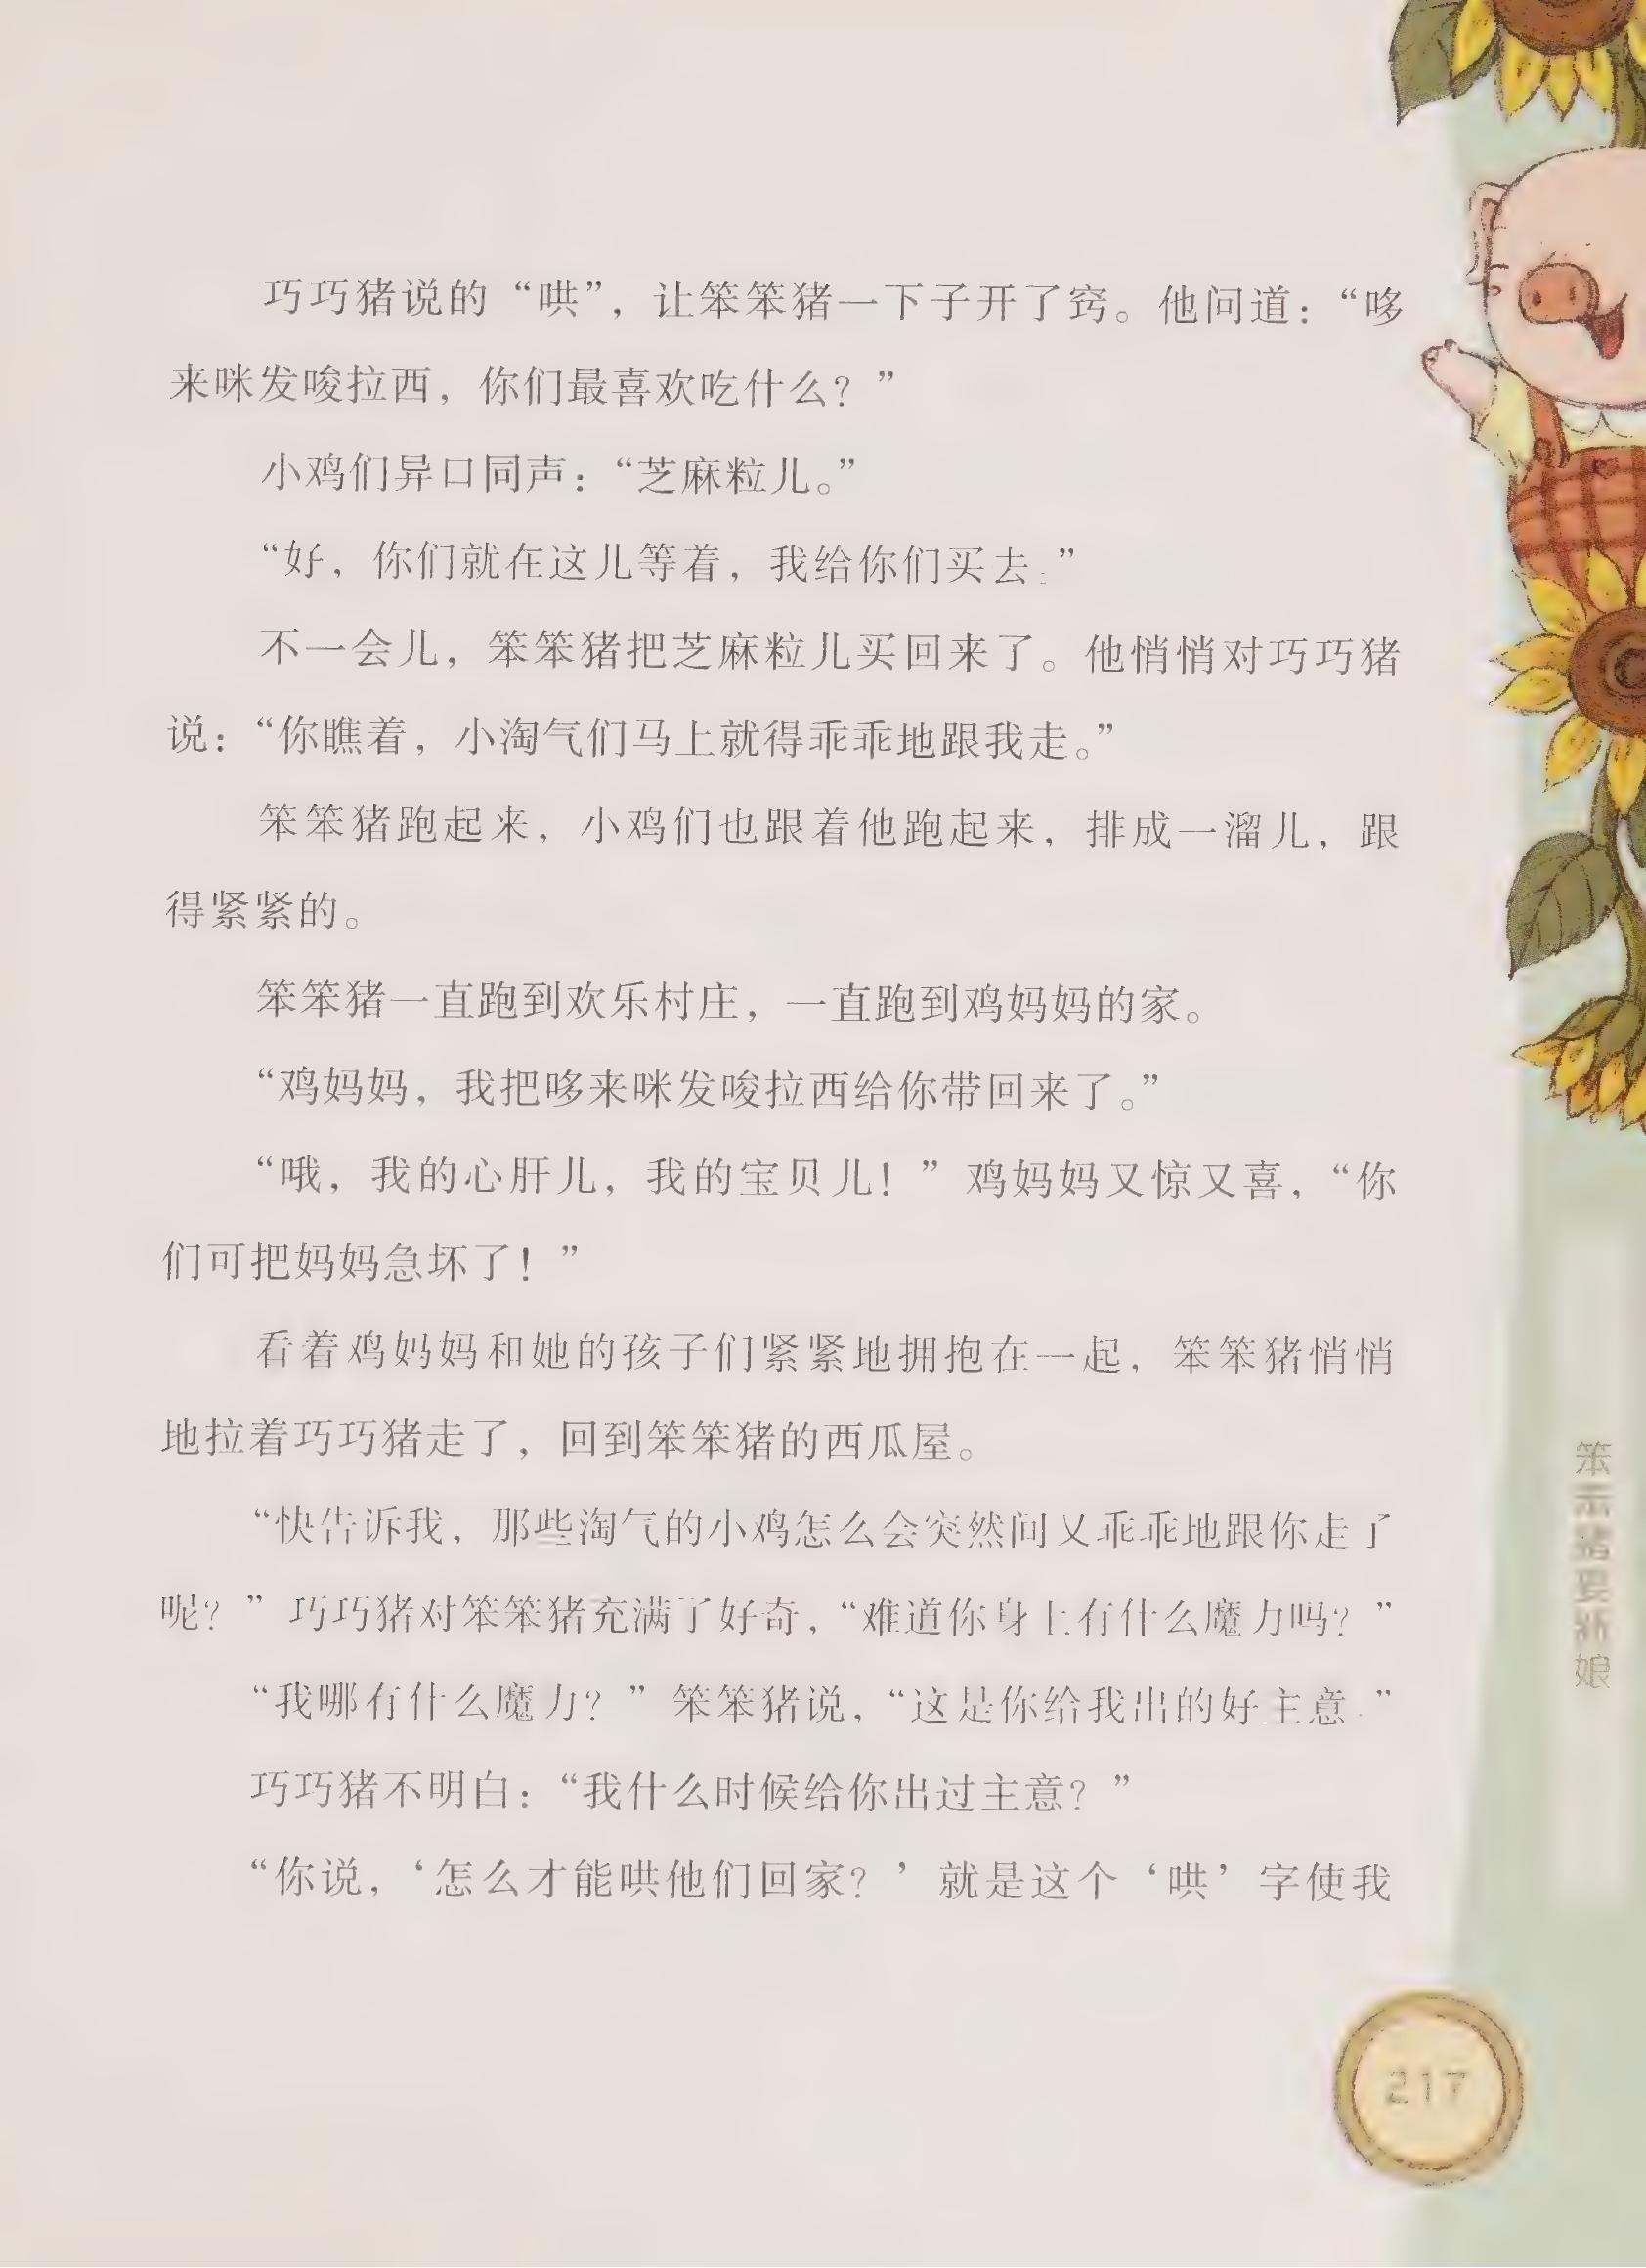 巧巧猪说的“哄”，让笨笨猪一下子开了窍。他问道：“哆
来咪发唆拉西，你们最喜欢吃什么？”
小鸡们异口同声：“芝麻粒儿。”
“好，你们就在这儿等着，我给你们买去。”
不一会儿，笨笨猪把芝麻粒儿买回来了。他悄悄对巧巧猪
说：“你瞧着，小淘气们马上就得乖乖地跟我走。”
笨笨猪跑起来，小鸡们也跟着他跑起来，排成一溜儿，跟
得紧紧的。
笨笨猪一直跑到欢乐村庄，一直跑到鸡妈妈的家。
“鸡妈妈，我把哆来咪发唆拉西给你带回来了。”
“哦，我的心肝儿，我的宝贝儿！”鸡妈妈又惊又喜，“你
们可把妈妈急坏了！”
看着鸡妈妈和她的孩子们紧紧地拥抱在一起，笨笨猪悄悄
地拉着巧巧猪走了，回到笨笨猪的西瓜屋。
“快告诉我，那些淘气的小鸡怎么会突然间又乖乖地跟你走了
呢？”巧巧猪对笨笨猪充满了好奇，“难道你身上有什么魔力吗？”
“我哪有什么魔力？”笨笨猪说，“这是你给我出的好主意。”
巧巧猪不明白：“我什么时候给你出过主意？”
“你说，‘怎么才能哄他们回家？’就是这个‘哄’字使我
217